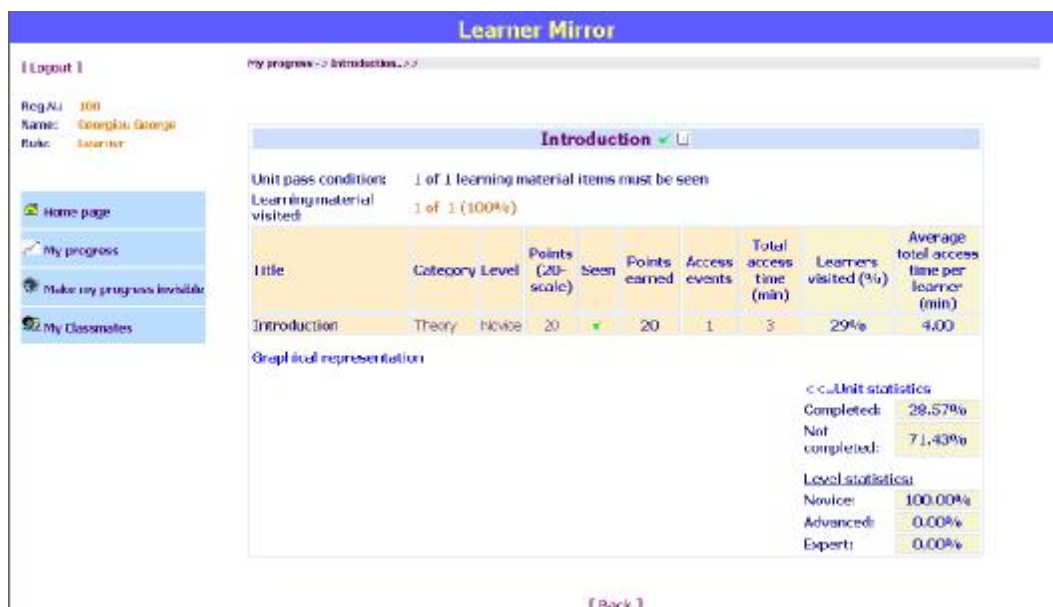 Learner Mirror
[ Logout ]
My progress -> Introduction..>>
Reg.N.: 100
Name: Georgiou George
Role: Learner
Home page
My progress
Make my progress invisible
My Classmates
Introduction
Unit pass condition: 1 of 1 learning material items must be seen
Learning material visited: 1 of 1 (100%)
Title Category Level Points (20-scale) Seen Points earned Access events Total access time (min) Learners visited (%) Average total access time per learner (min)
Introduction Theory Novice 20 20 1 3 29% 4.00
Graphical representation
<<..Unit statistics
Completed: 28.57%
Not completed: 71.43%
Level statistics:
Novice: 100.00%
Advanced: 0.00%
Expert: 0.00%
[ Back ]